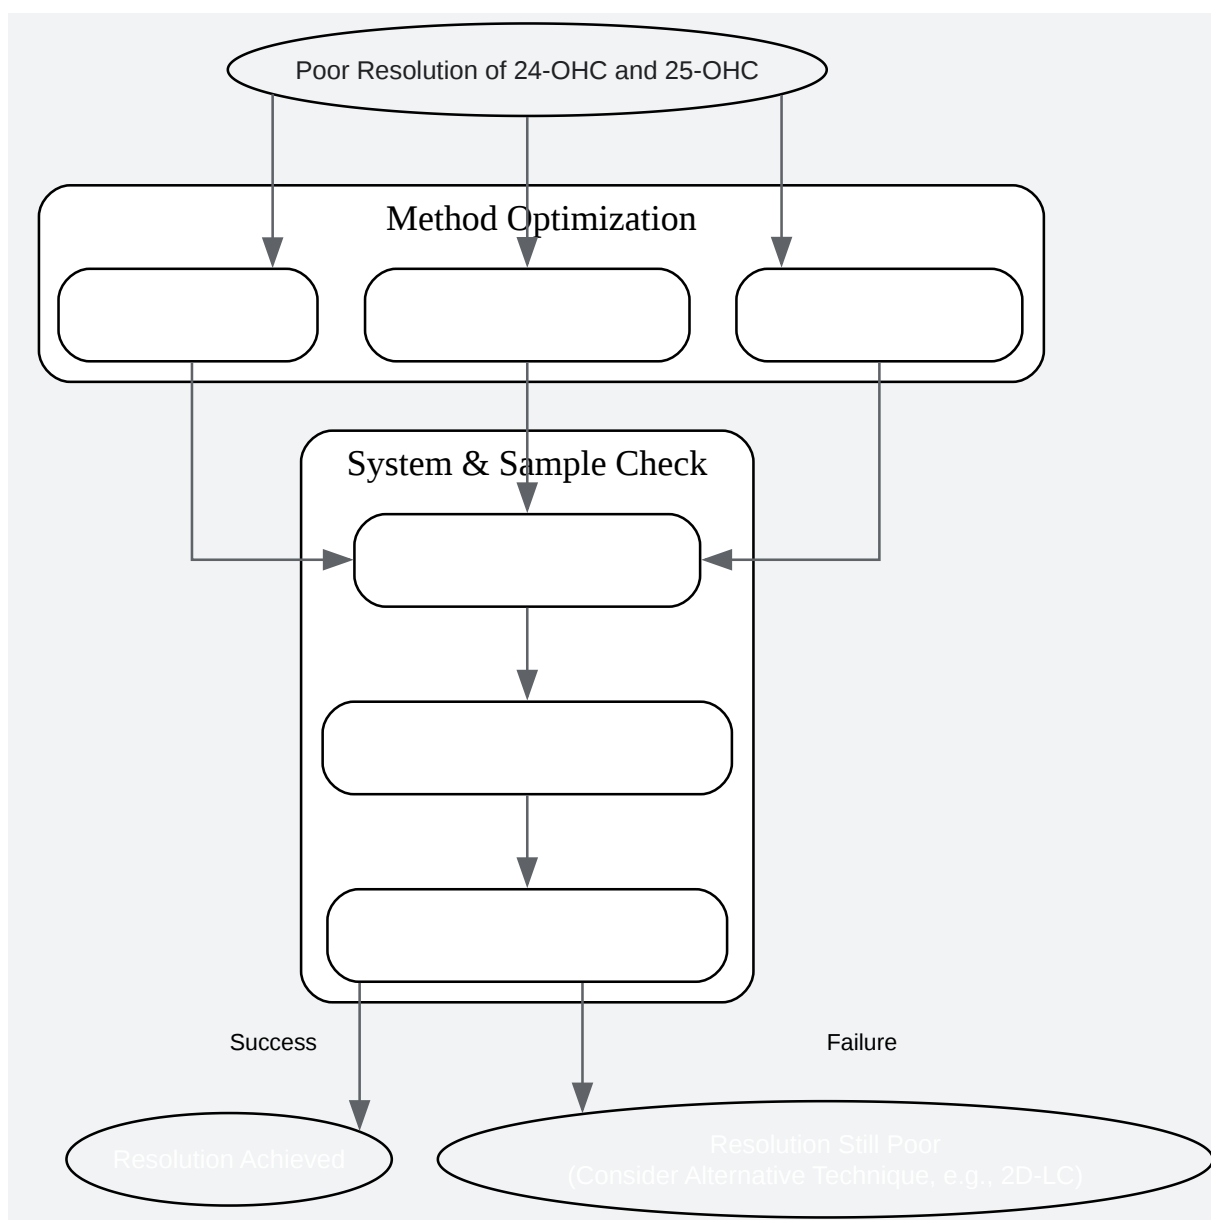 Poor Resolution of 24-OHC and 25-OHC
Method Optimization
System & Sample Check
Success
Failure
Resolution Achieved
Resolution Still Poor
(Consider Alternative Technique, e.g., 2D-LC)